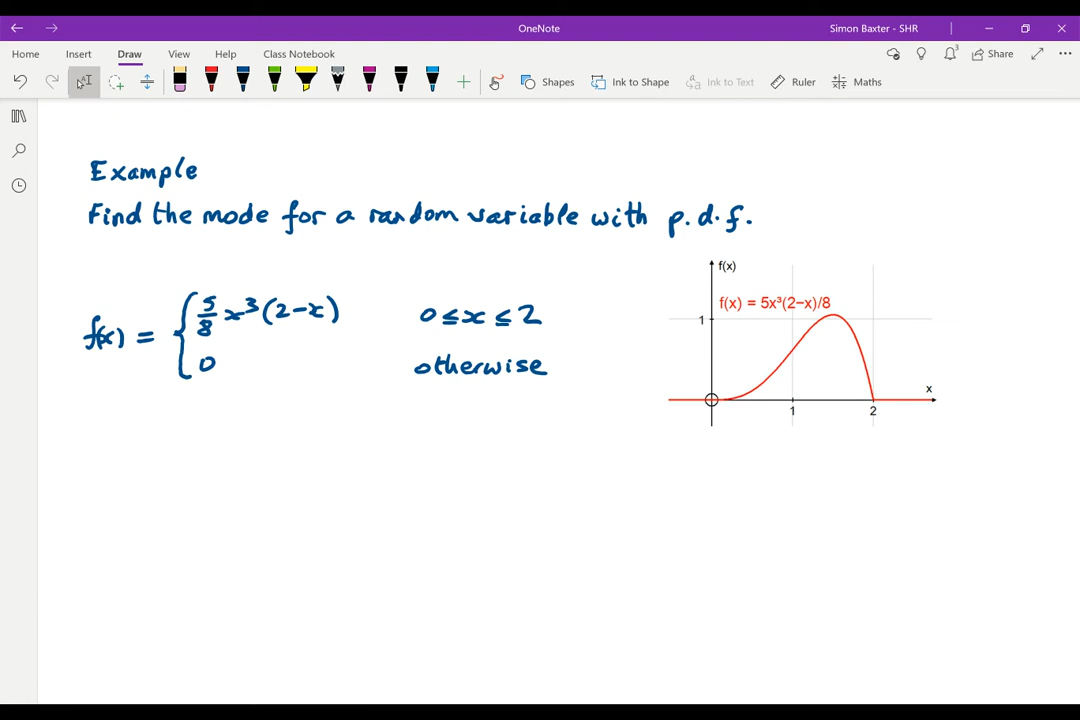 OneNote
Simon Baxter - SHR
Home Insert Draw View Help Class Notebook
3 Share
Shapes Ink to Shape Ink to Text Ruler Maths
Example
Find the mode for a random variable with p.d.f.
f(x) = { 5/8 x³(2-x) 0 ≤ x ≤ 2
0 otherwise
f(x)
f(x) = 5x³(2−x)/8
1
x
1 2